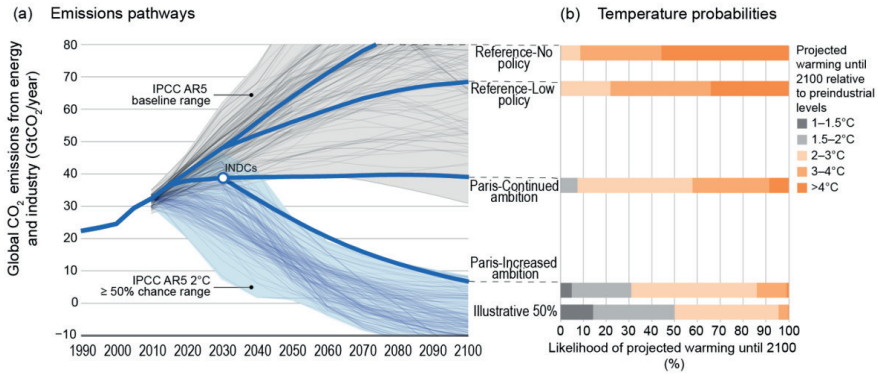 (a) Emissions pathways
Global CO₂ emissions from energy
and industry (GtCO₂/year)
80
70
60
50
40
30
20
10
0
−10
1990 2000 2010 2020 2030 2040 2050 2060 2070 2080 2090 2100
IPCC AR5
baseline range
INDCs
IPCC AR5 2°C
≥ 50% chance range
Reference-No
policy
Reference-Low
policy
Paris-Continued
ambition
Paris-Increased
ambition
Illustrative 50%
(b) Temperature probabilities
0 10 20 30 40 50 60 70 80 90 100
Likelihood of projected warming until 2100
(%)
Projected
warming until
2100 relative
to preindustrial
levels
1–1.5°C
1.5–2°C
2–3°C
3–4°C
>4°C